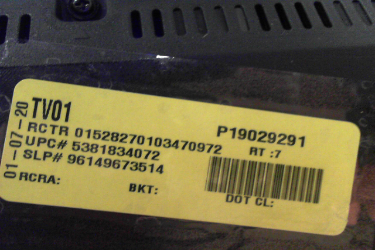 01-07-20
TV01
P19029291
RCTR 01528270103470972
RT :7
UPC# 5381834072
SLP# 96149673514
RCRA:
BKT:
DOT CL: